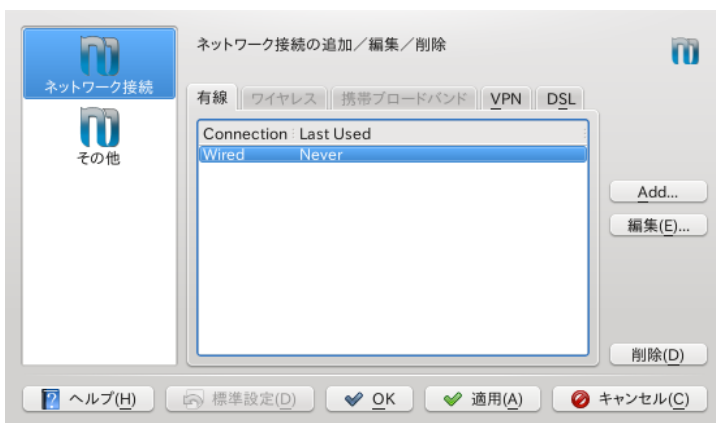 ネットワーク接続
その他
ネットワーク接続の追加／編集／削除
有線 ワイヤレス 携帯ブロードバンド VPN DSL
Connection Last Used
Wired Never
Add...
編集(E)...
削除(D)
ヘルプ(H) 標準設定(D) OK 適用(A) キャンセル(C)